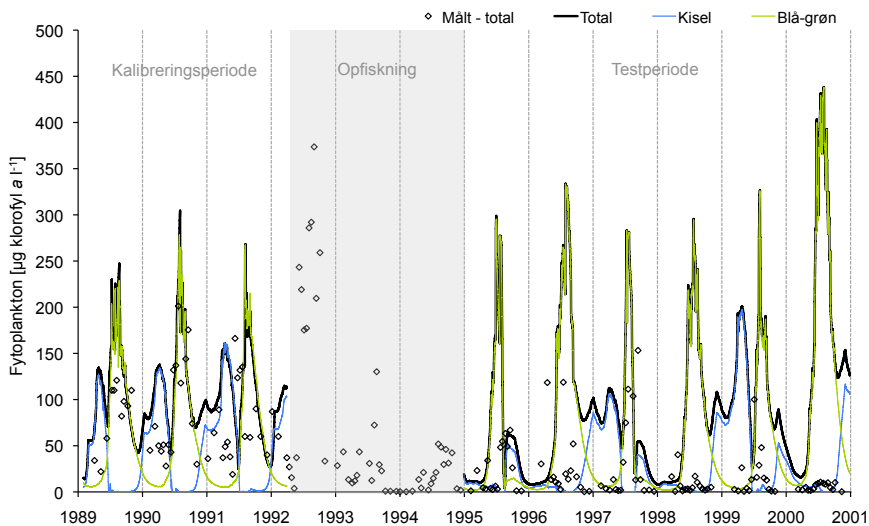 Målt - total
Total
Kisel
Blå-grøn
500
450
400
350
300
250
200
150
100
50
0
Fytoplankton [µg klorofyl a l-1]
Kalibreringsperiode
Opfiskning
Testperiode
1989 1990 1991 1992 1993 1994 1995 1996 1997 1998 1999 2000 2001